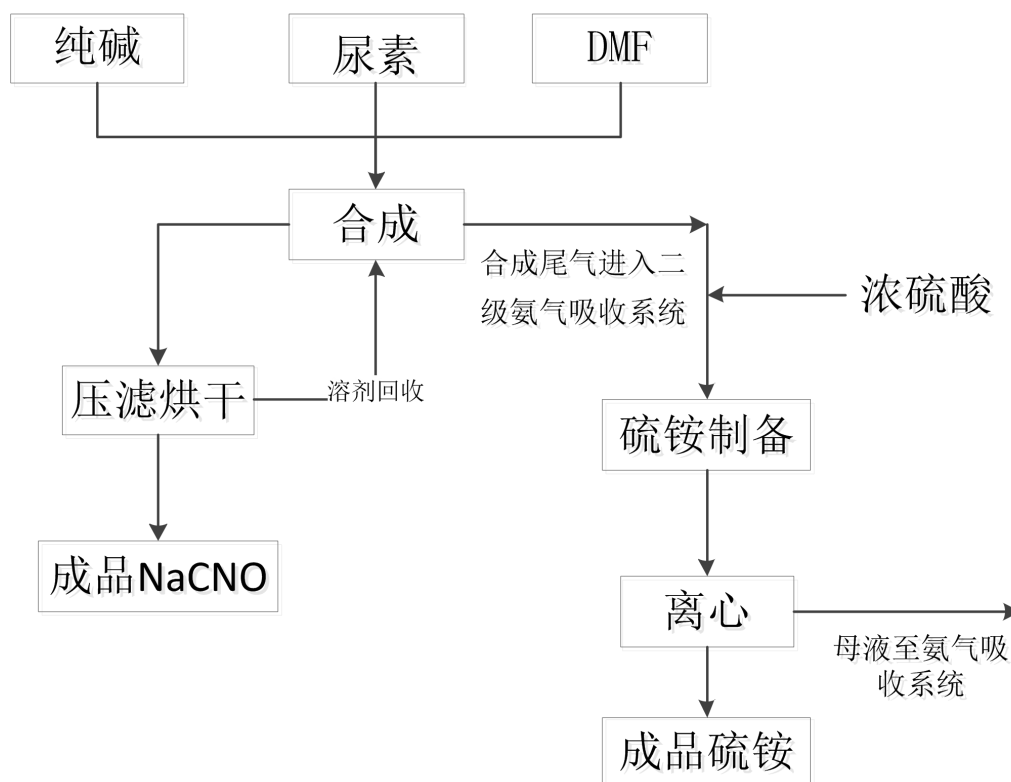 纯碱
尿素
DMF
合成
合成尾气进入二
级氨气吸收系统
浓硫酸
压滤烘干
溶剂回收
硫铵制备
成品NaCNO
离心
母液至氨气吸
收系统
成品硫铵